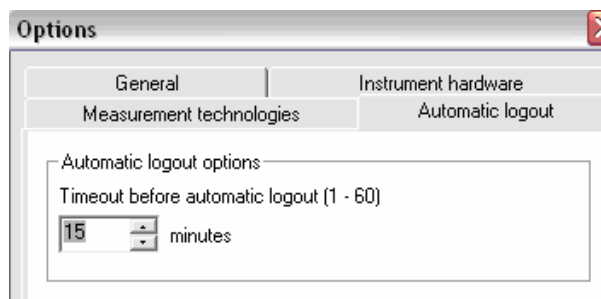 Options
General
Instrument hardware
Measurement technologies
Automatic logout
Automatic logout options
Timeout before automatic logout (1 - 60)
15 minutes